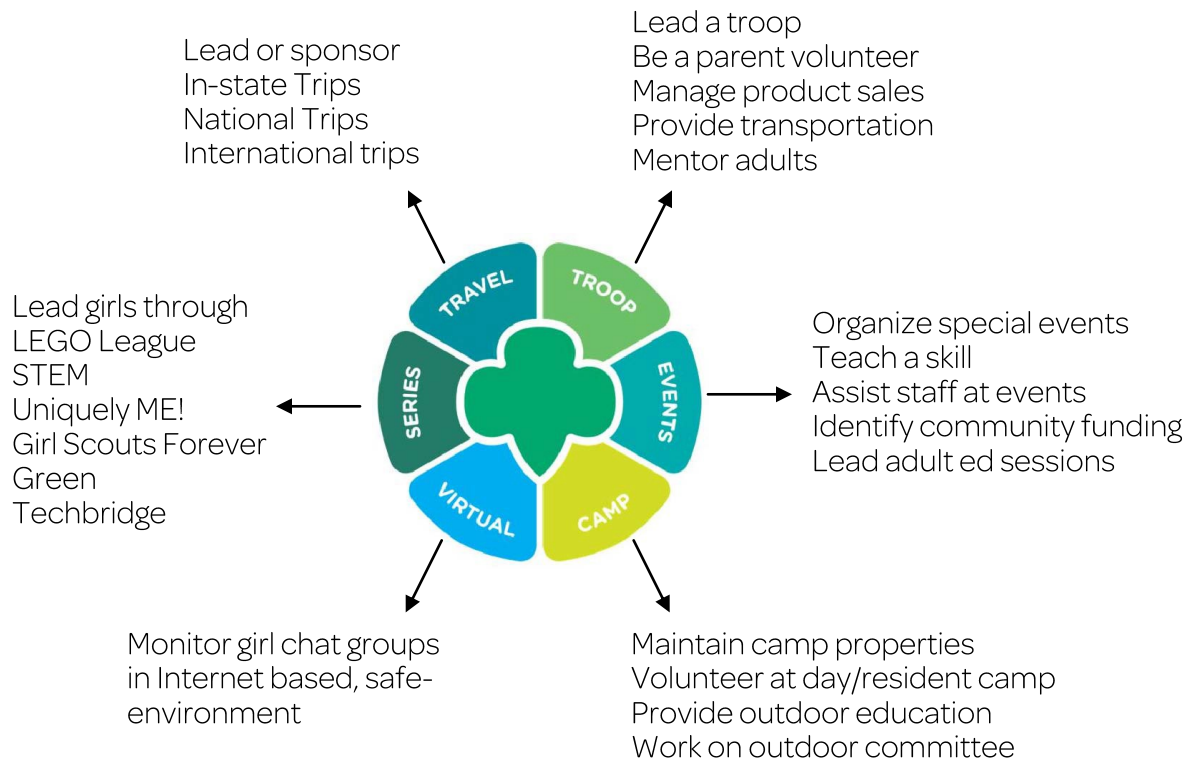 Lead or sponsor
In-state Trips
National Trips
International trips
Lead a troop
Be a parent volunteer
Manage product sales
Provide transportation
Mentor adults
TRAVEL
TROOP
Lead girls through
LEGO League
STEM
Uniquely ME!
Girl Scouts Forever
Green
Techbridge
SERIES
EVENTS
Organize special events
Teach a skill
Assist staff at events
Identify community funding
Lead adult ed sessions
VIRTUAL
CAMP
Monitor girl chat groups
in Internet based, safe-
environment
Maintain camp properties
Volunteer at day/resident camp
Provide outdoor education
Work on outdoor committee